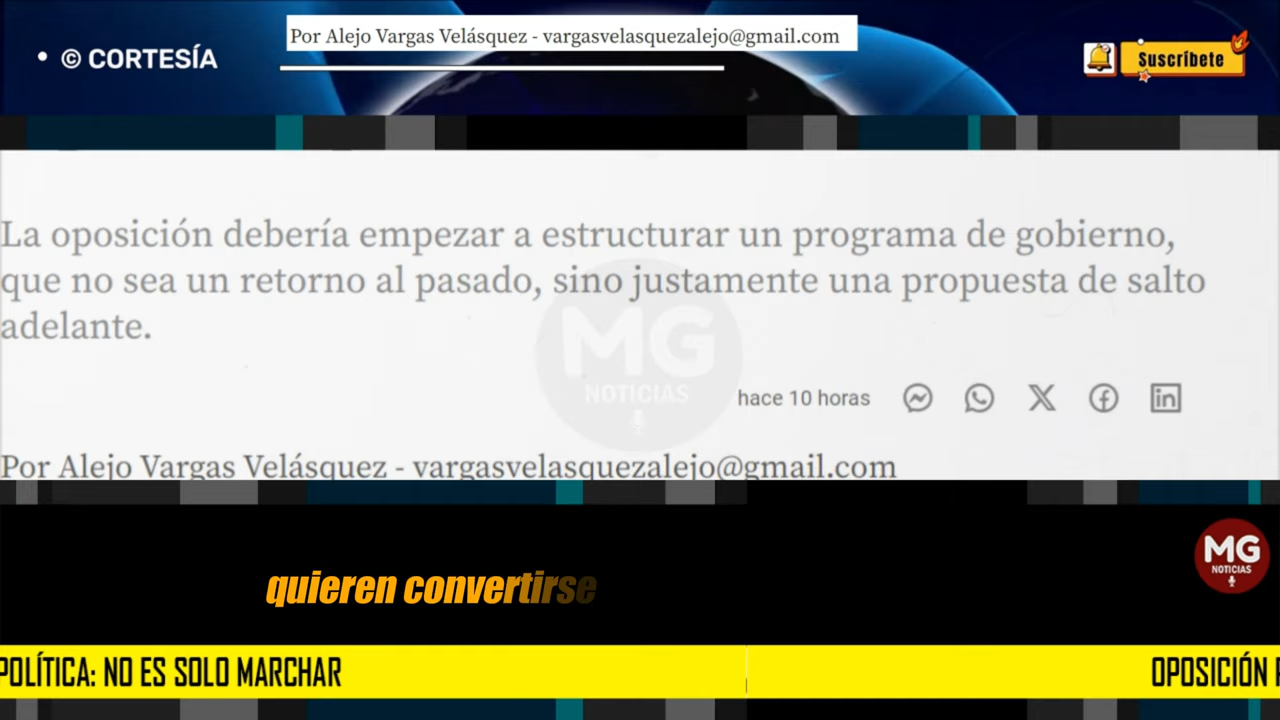 Por Alejo Vargas Velásquez - vargasvelasquezalejo@gmail.com
• © CORTESÍA
Suscríbete
La oposición debería empezar a estructurar un programa de gobierno,
que no sea un retorno al pasado, sino justamente una propuesta de salto
adelante.
MG
NOTICIAS
hace 10 horas
Por Alejo Vargas Velásquez - vargasvelasquezalejo@gmail.com
MG
NOTICIAS
quieren convertirse
POLÍTICA: NO ES SOLO MARCHAR
OPOSICIÓN